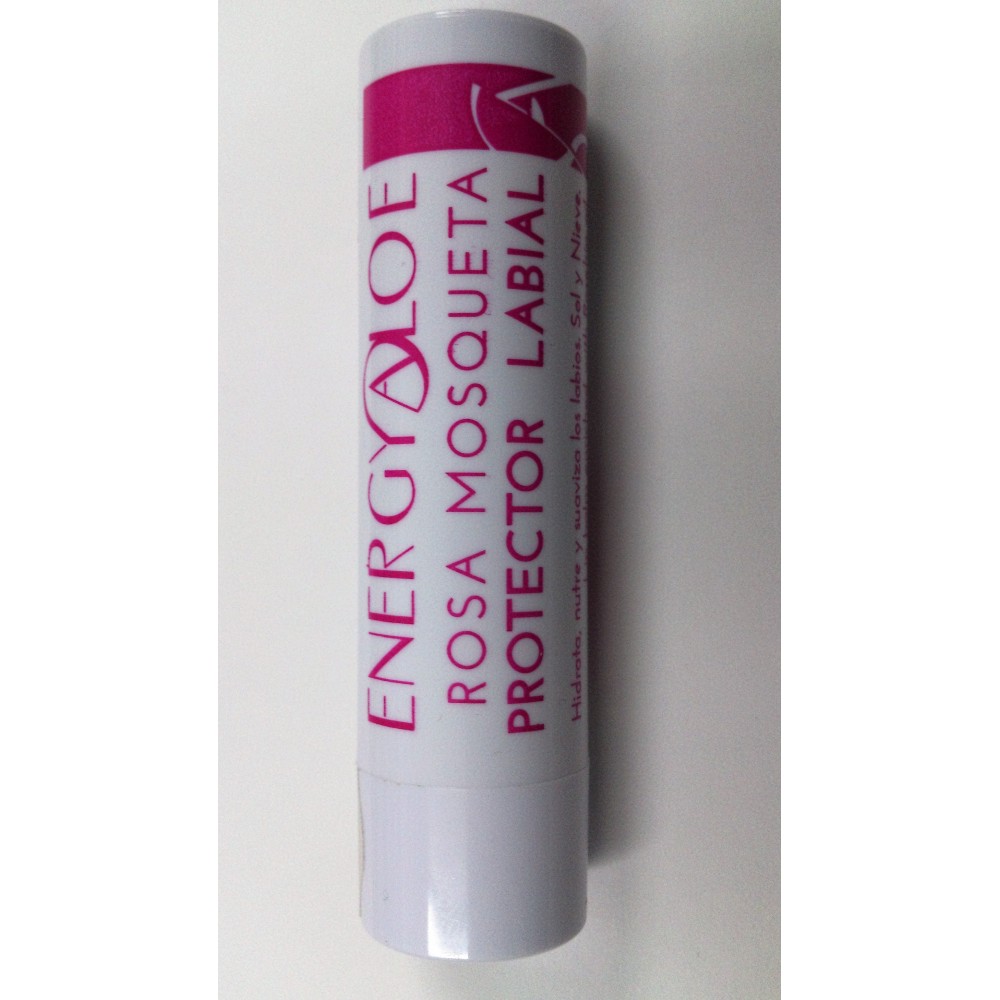 ENERGYALOE
ROSA MOSQUETA
PROTECTOR LABIAL
Hidrata, nutre y suaviza los labios. Sol y Nieve.